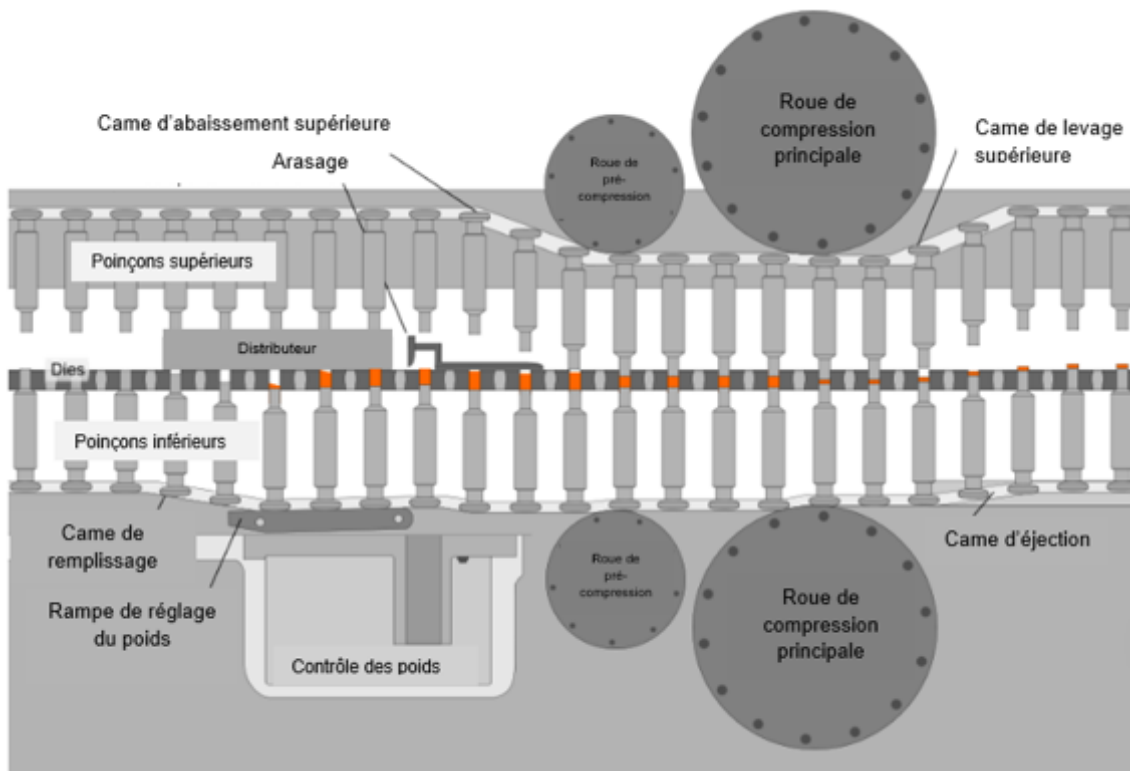 Came d'abaissement supérieure
Arasage
Roue de
compression
principale
Came de levage
supérieure
Roue de
pré-
compression
Poinçons supérieurs
Distributeur
Dies
Poinçons inférieurs
Came de
remplissage
Rampe de réglage
du poids
Contrôle des poids
Roue de
pré-
compression
Roue de
compression
principale
Came d'éjection